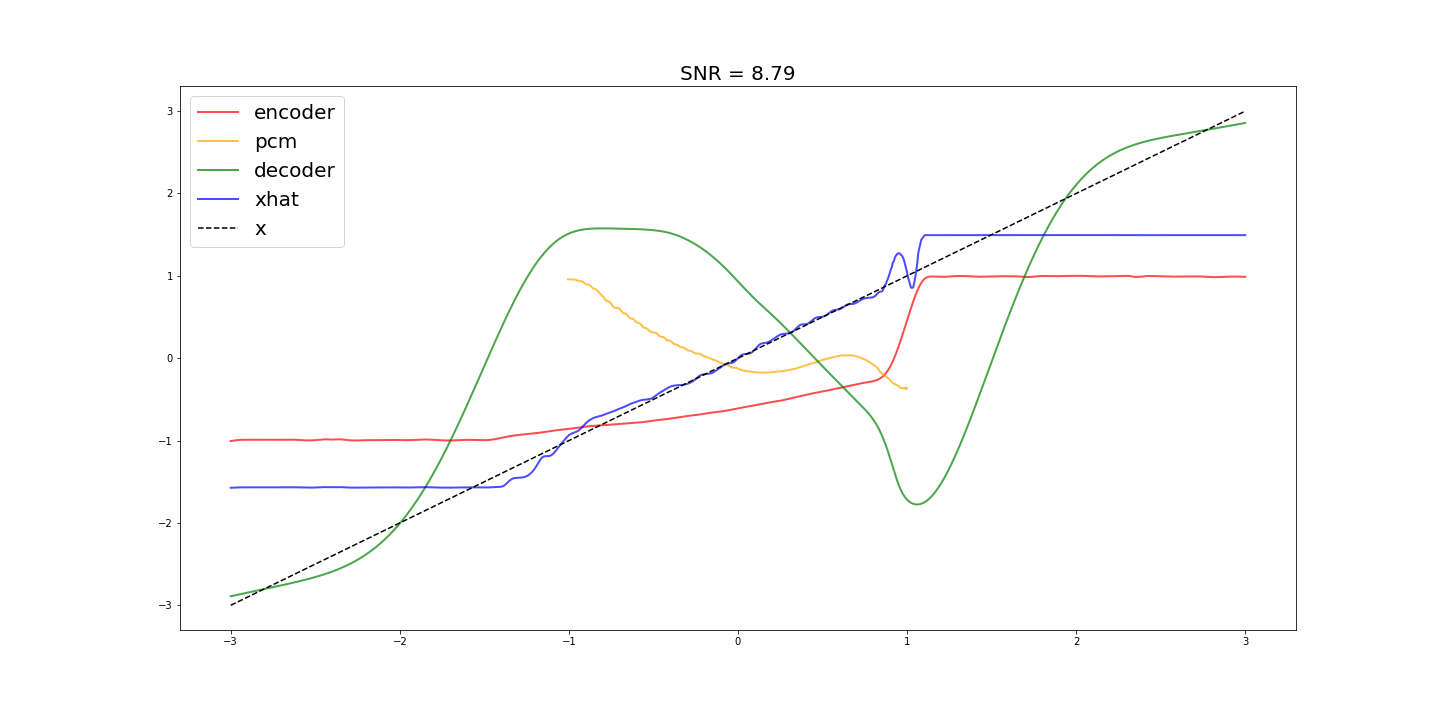 SNR = 8.79
encoder
pcm
decoder
xhat
x
3
2
1
0
−1
−2
−3
−3 −2 −1 0 1 2 3